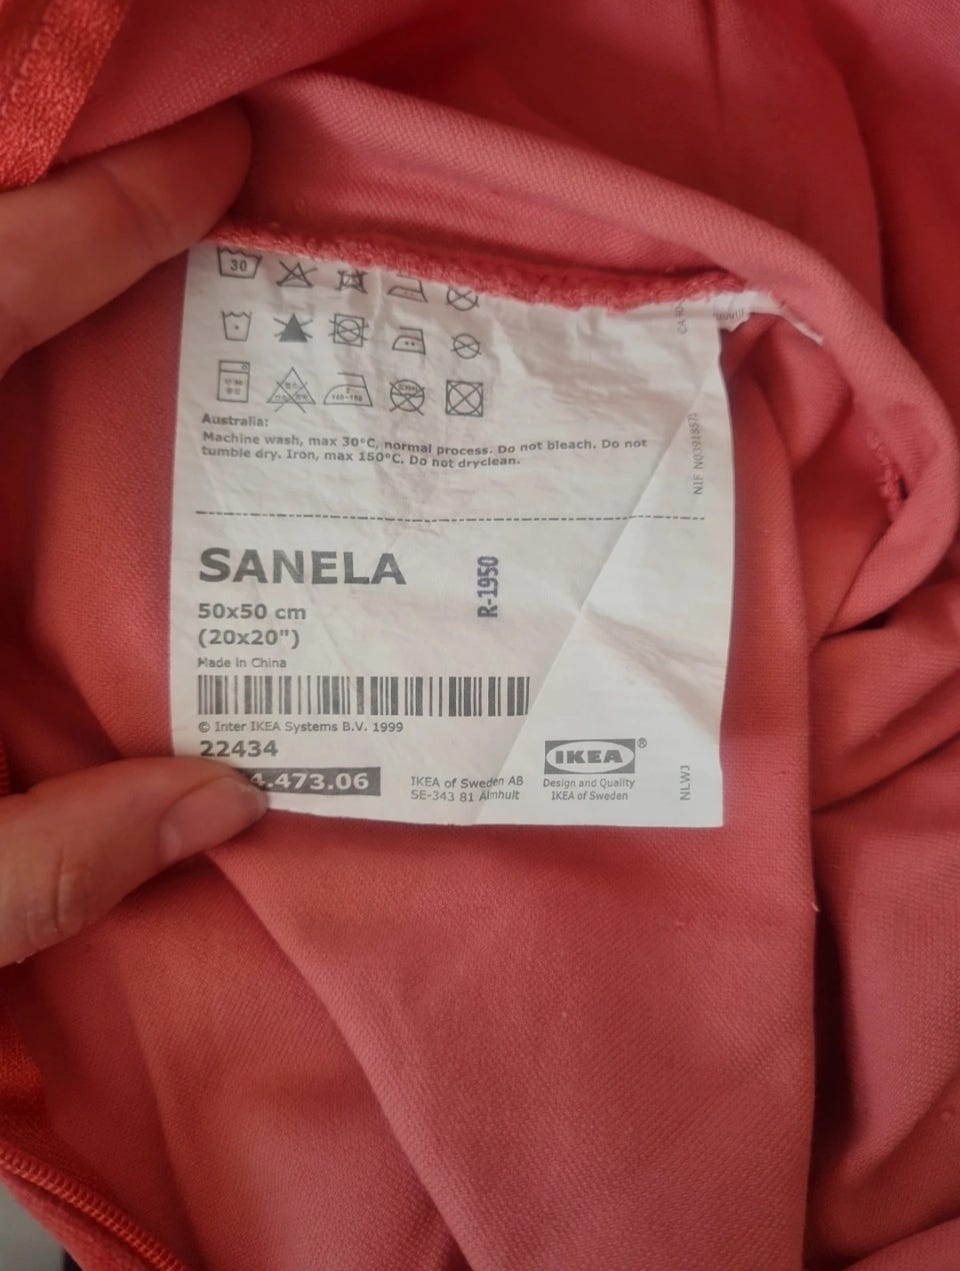 30
Australia:
Machine wash, max 30°C, normal process. Do not bleach. Do not
tumble dry. Iron, max 150°C. Do not dryclean.
SANELA
R-1950
50x50 cm
(20x20")
Made in China
© Inter IKEA Systems B.V. 1999
22434
4.473.06
IKEA of Sweden AB
SE-343 81 Älmhult
IKEA®
Design and Quality
IKEA of Sweden
NLW3